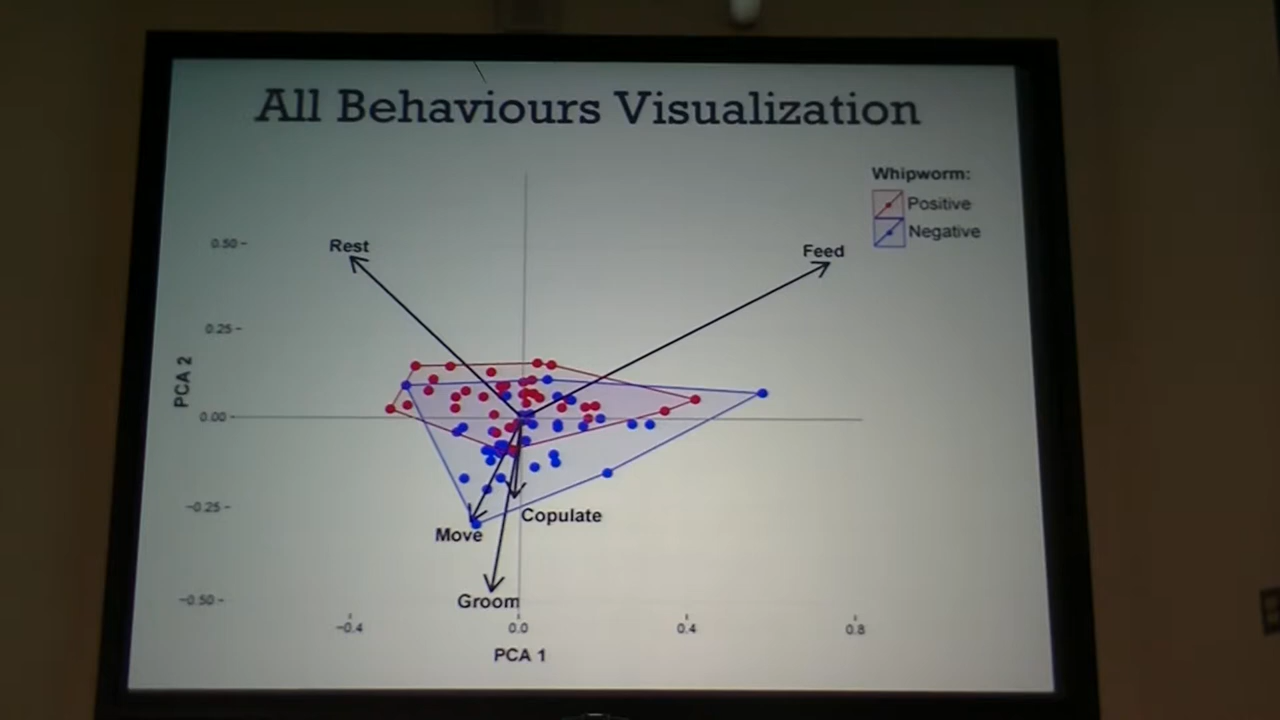 All Behaviours Visualization
Whipworm:
Positive
Negative
Rest
Feed
0.50
0.25
PCA 2
0.00
-0.25
Copulate
Move
-0.50
Groom
-0.4
0.0
0.4
0.8
PCA 1